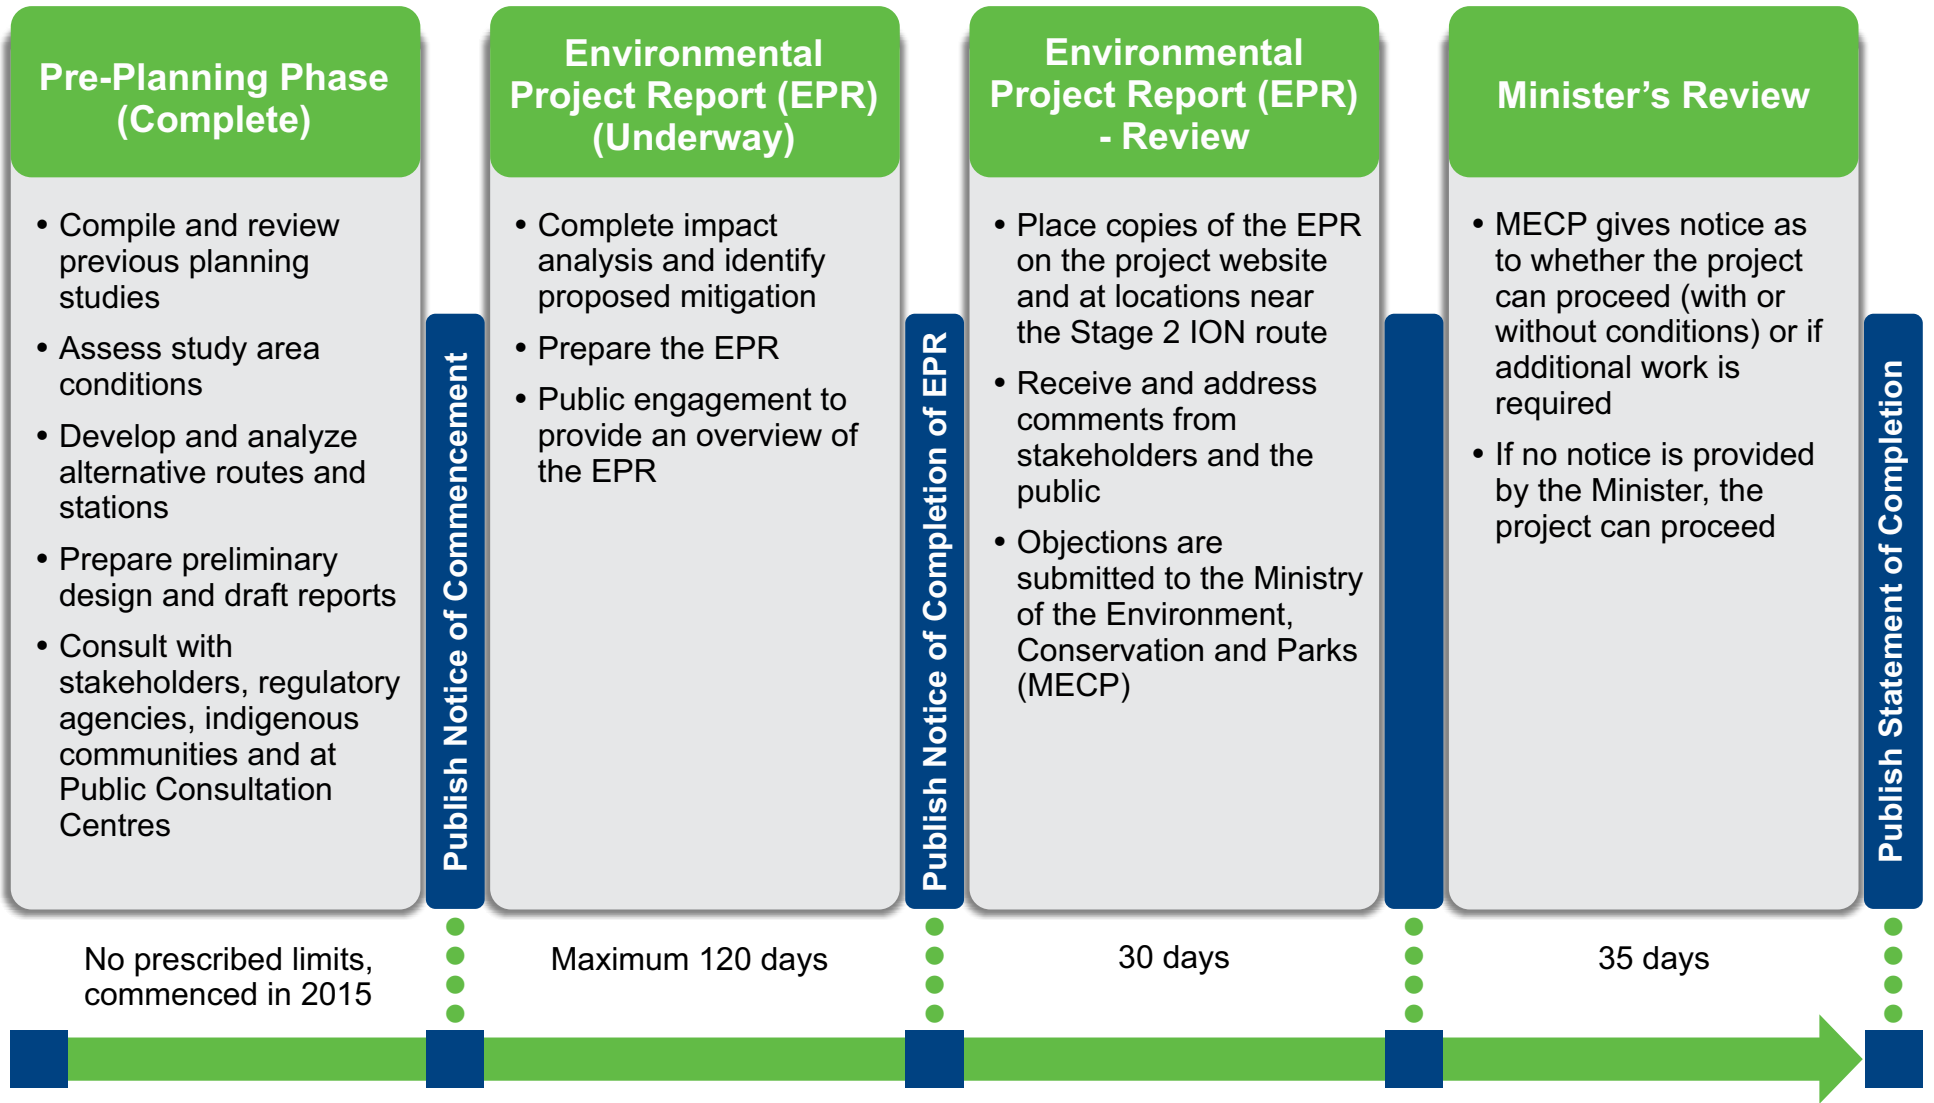 Pre-Planning Phase
(Complete)
• Compile and review
previous planning
studies
• Assess study area
conditions
• Develop and analyze
alternative routes and
stations
• Prepare preliminary
design and draft reports
• Consult with
stakeholders, regulatory
agencies, indigenous
communities and at
Public Consultation
Centres
No prescribed limits,
commenced in 2015
Publish Notice of Commencement
Environmental
Project Report (EPR)
(Underway)
• Complete impact
analysis and identify
proposed mitigation
• Prepare the EPR
• Public engagement to
provide an overview of
the EPR
Maximum 120 days
Publish Notice of Completion of EPR
Environmental
Project Report (EPR)
- Review
• Place copies of the EPR
on the project website
and at locations near
the Stage 2 ION route
• Receive and address
comments from
stakeholders and the
public
• Objections are
submitted to the Ministry
of the Environment,
Conservation and Parks
(MECP)
30 days
Minister’s Review
• MECP gives notice as
to whether the project
can proceed (with or
without conditions) or if
additional work is
required
• If no notice is provided
by the Minister, the
project can proceed
35 days
Publish Statement of Completion